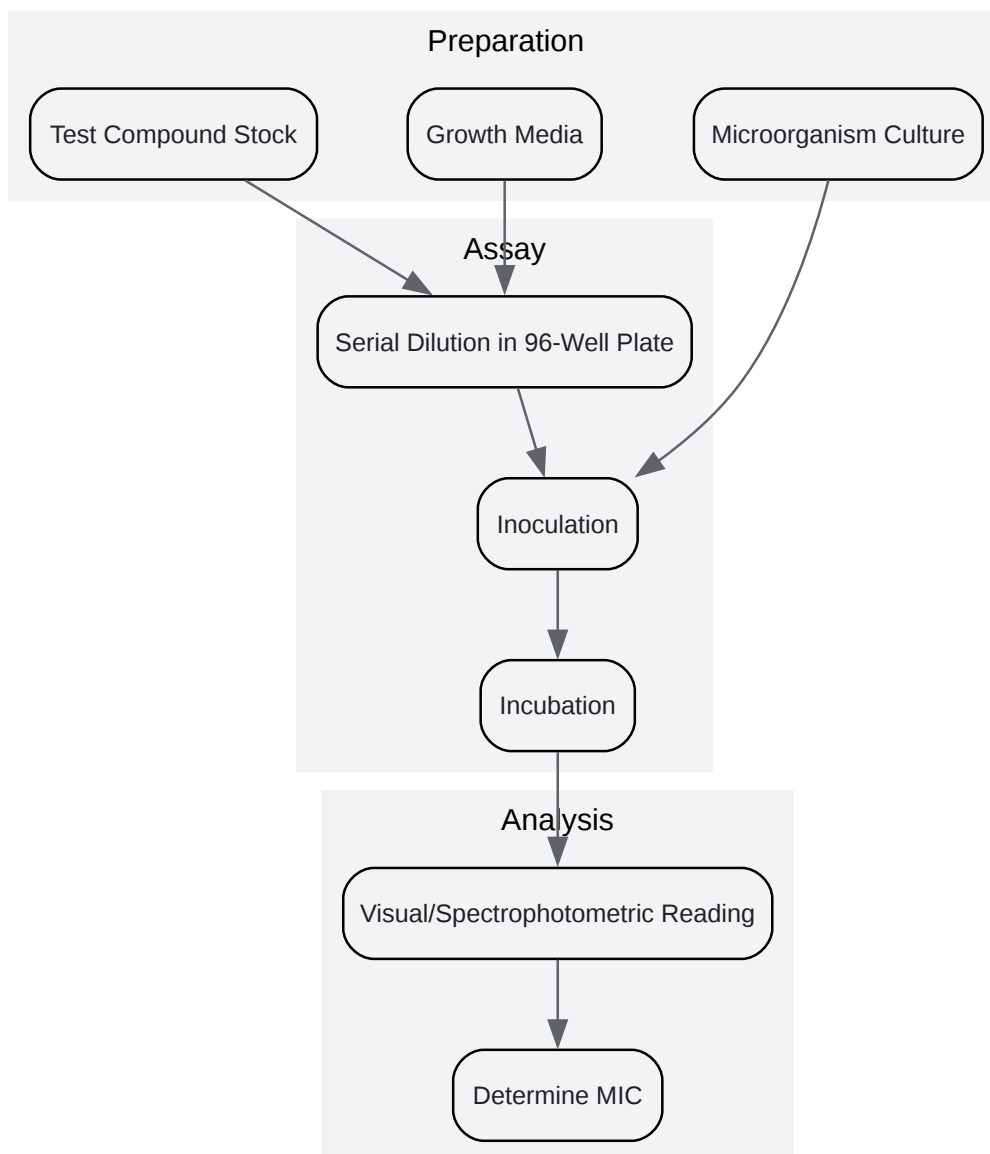 Preparation
Test Compound Stock
Growth Media
Microorganism Culture
Assay
Serial Dilution in 96-Well Plate
Inoculation
Incubation
Analysis
Visual/Spectrophotometric Reading
Determine MIC